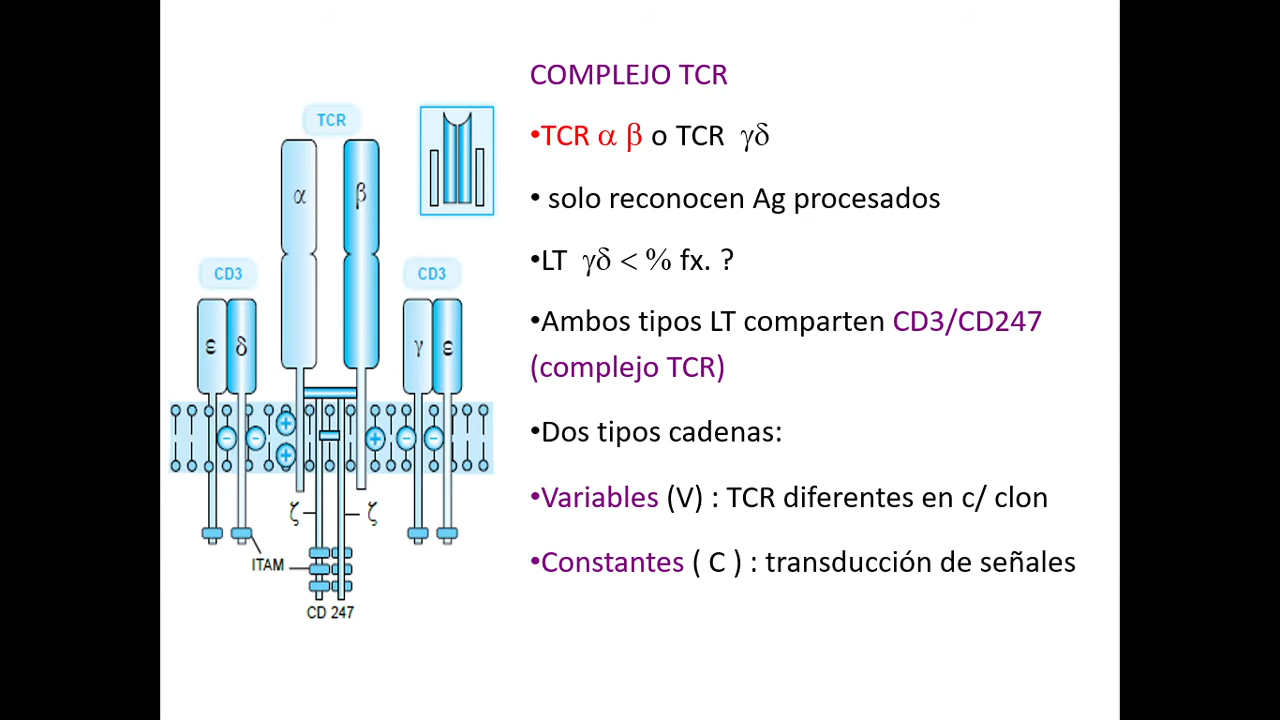 COMPLEJO TCR
•TCR α β o TCR γδ
• solo reconocen Ag procesados
•LT γδ < % fx. ?
•Ambos tipos LT comparten CD3/CD247
(complejo TCR)
•Dos tipos cadenas:
•Variables (V) : TCR diferentes en c/ clon
•Constantes ( C ) : transducción de señales
TCR
α β
CD3 CD3
ε δ γ ε
− − + + + − −
ζ ζ
ITAM
CD 247